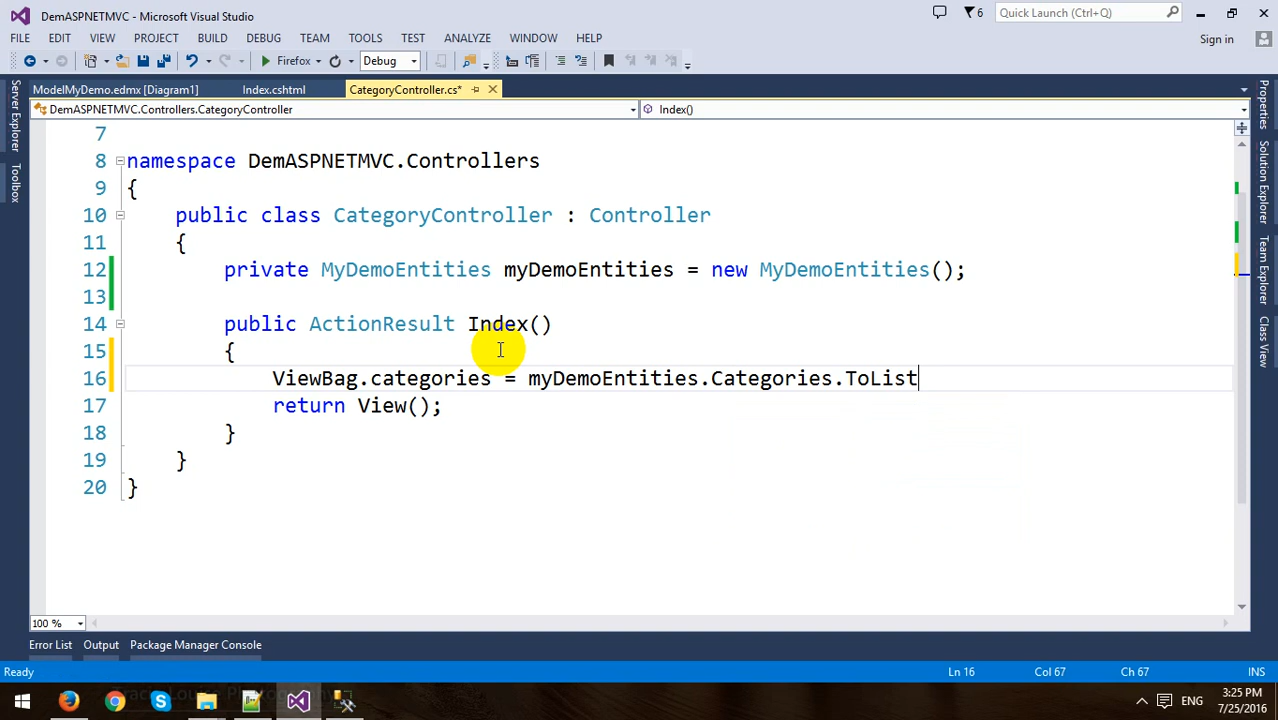 DemASPNETMVC - Microsoft Visual Studio
6
Quick Launch (Ctrl+Q)
FILE EDIT VIEW PROJECT BUILD DEBUG TEAM TOOLS TEST ANALYZE WINDOW HELP
Sign in
Firefox Debug
ModelMyDemo.edmx [Diagram1] Index.cshtml CategoryController.cs*
DemASPNETMVC.Controllers.CategoryController Index()
Server Explorer
Toolbox
7
8 namespace DemASPNETMVC.Controllers
9 {
10 public class CategoryController : Controller
11 {
12 private MyDemoEntities myDemoEntities = new MyDemoEntities();
13
14 public ActionResult Index()
15 {
16 ViewBag.categories = myDemoEntities.Categories.ToList
17 return View();
18 }
19 }
20 }
Properties
Solution Explorer
Team Explorer
Class View
100 %
Error List Output Package Manager Console
Ready Ln 16 Col 67 Ch 67 INS
ENG
3:25 PM
7/25/2016